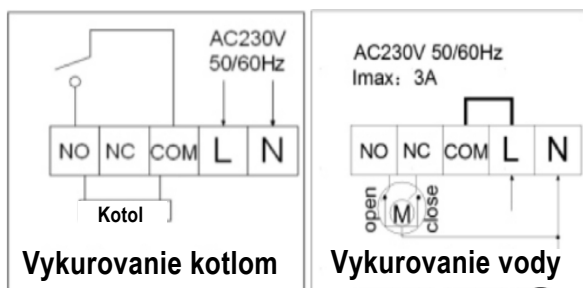 AC230V
50/60Hz
NO NC COM L N
Kotol
Vykurovanie kotlom
AC230V 50/60Hz
Imax: 3A
NO NC COM L N
open M close
Vykurovanie vody